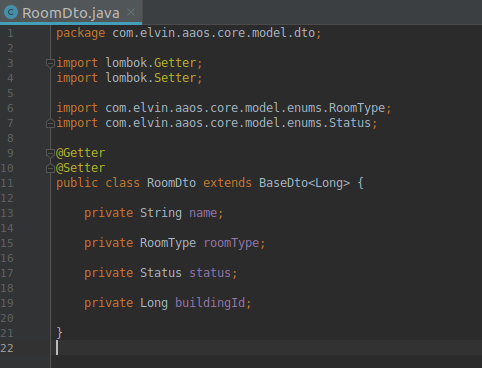 RoomDto.java
1 package com.elvin.aaos.core.model.dto;
2
3 import lombok.Getter;
4 import lombok.Setter;
5
6 import com.elvin.aaos.core.model.enums.RoomType;
7 import com.elvin.aaos.core.model.enums.Status;
8
9 @Getter
10 @Setter
11 public class RoomDto extends BaseDto<Long> {
12
13     private String name;
14
15     private RoomType roomType;
16
17     private Status status;
18
19     private Long buildingId;
20
21 }
22